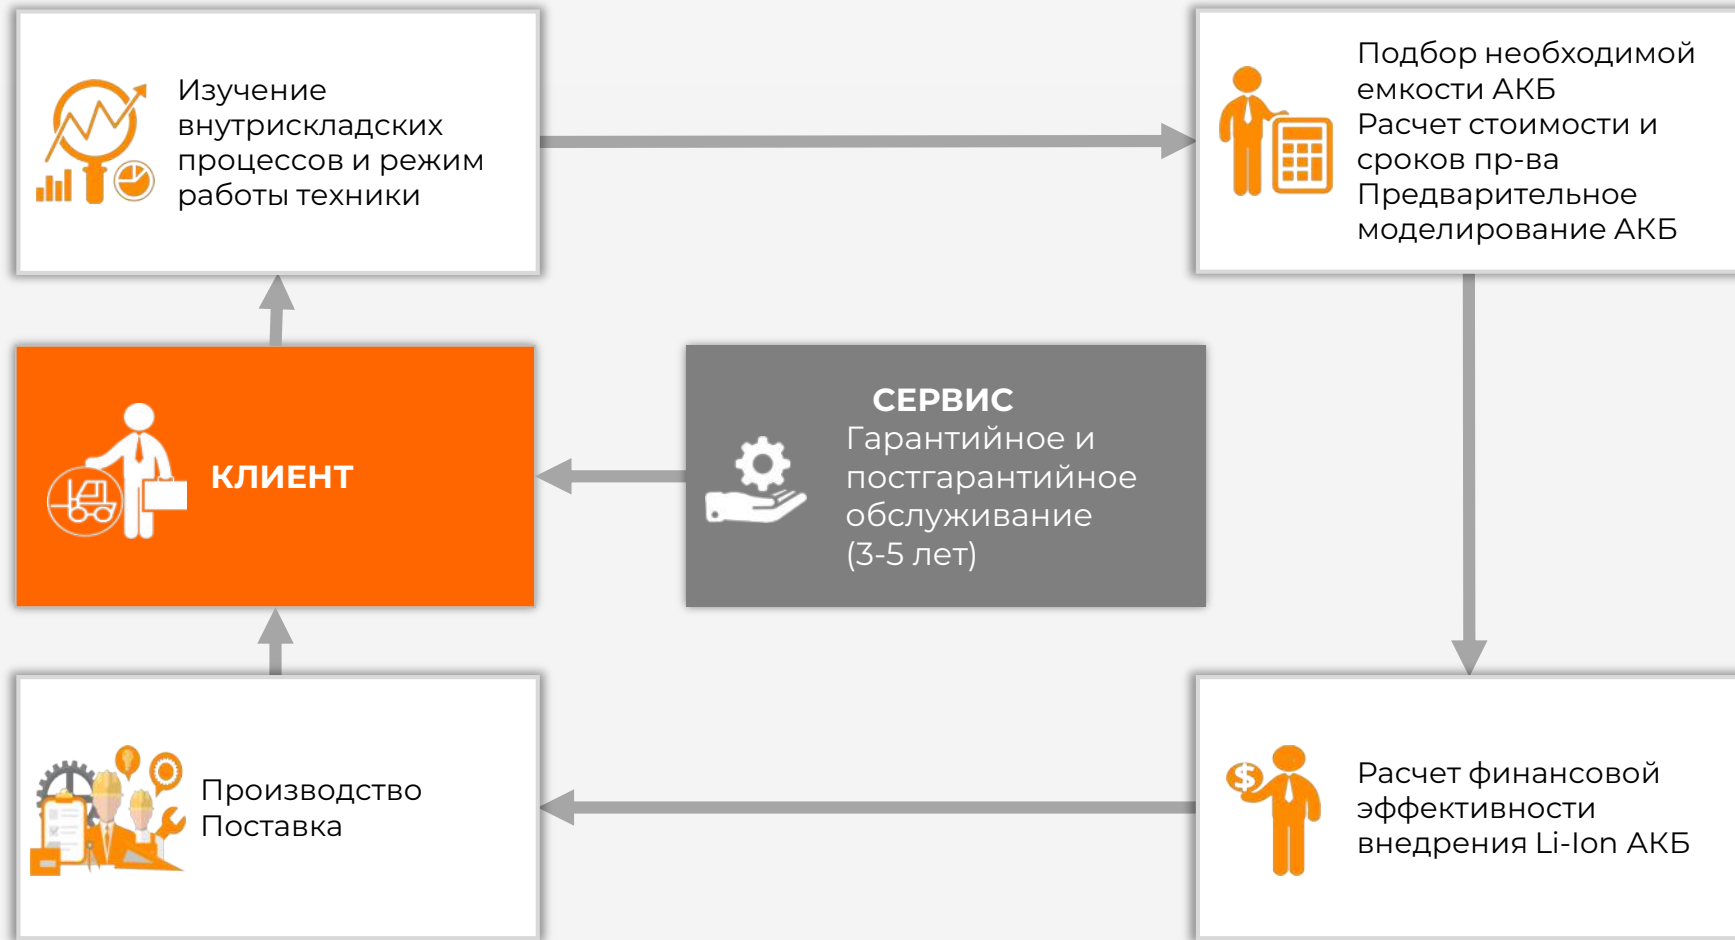 Изучение
внутрискладских
процессов и режим
работы техники
Подбор необходимой
емкости АКБ
Расчет стоимости и
сроков пр-ва
Предварительное
моделирование АКБ
КЛИЕНТ
СЕРВИС
Гарантийное и
постгарантийное
обслуживание
(3-5 лет)
Производство
Поставка
$
Расчет финансовой
эффективности
внедрения Li-Ion АКБ